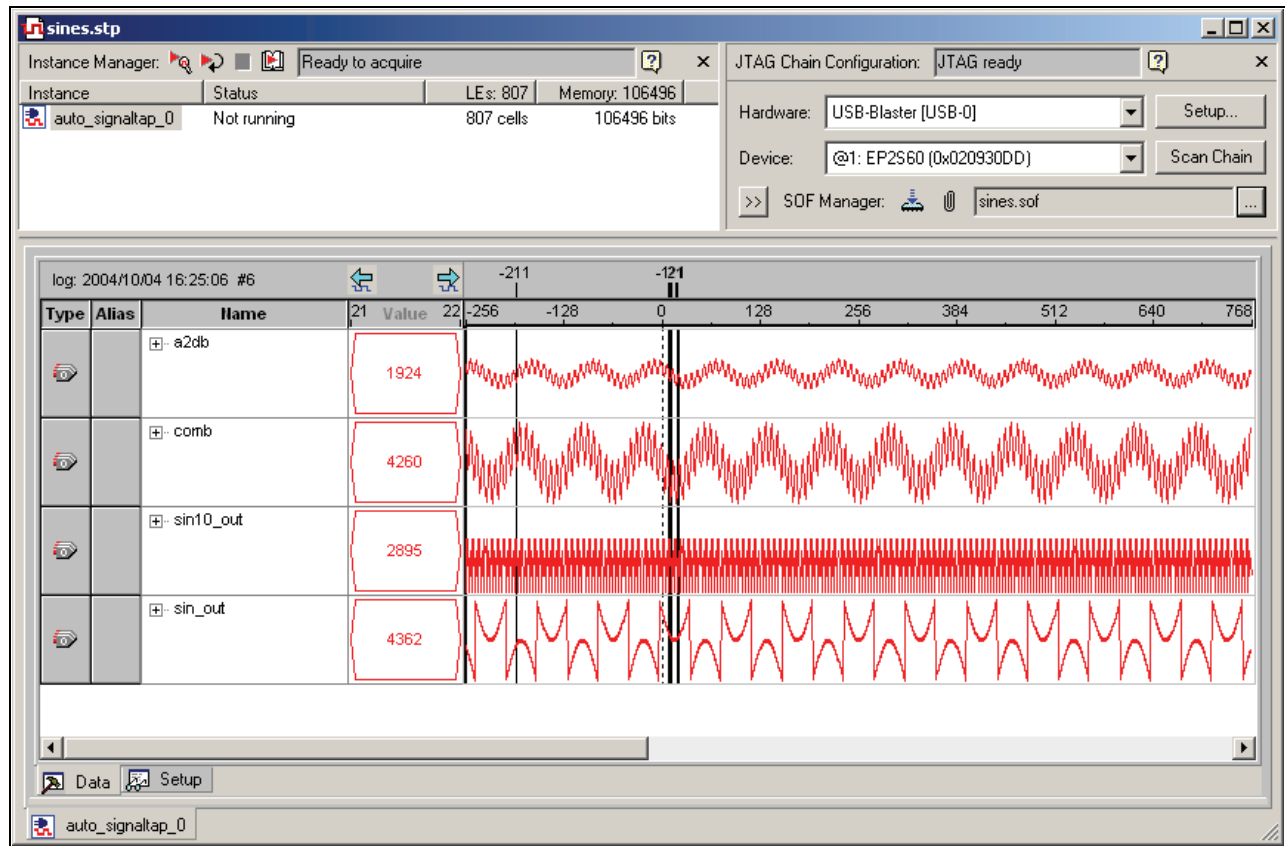 sines.stp
Instance Manager: Ready to acquire ? x
JTAG Chain Configuration: JTAG ready ? x
Instance Status LEs: 807 Memory: 106496
auto_signaltap_0 Not running 807 cells 106496 bits
Hardware: USB-Blaster [USB-0] Setup...
Device: @1: EP2S60 (0x020930DD) Scan Chain
>> SOF Manager: sines.sof ...
log: 2004/10/04 16:25:06 #6 -211
Type Alias Name 21 Value 22 -256 -128 0 128 256 384 512 640 768
a2db 1924
comb 4260
sin10_out 2895
sin_out 4362
Data Setup
auto_signaltap_0